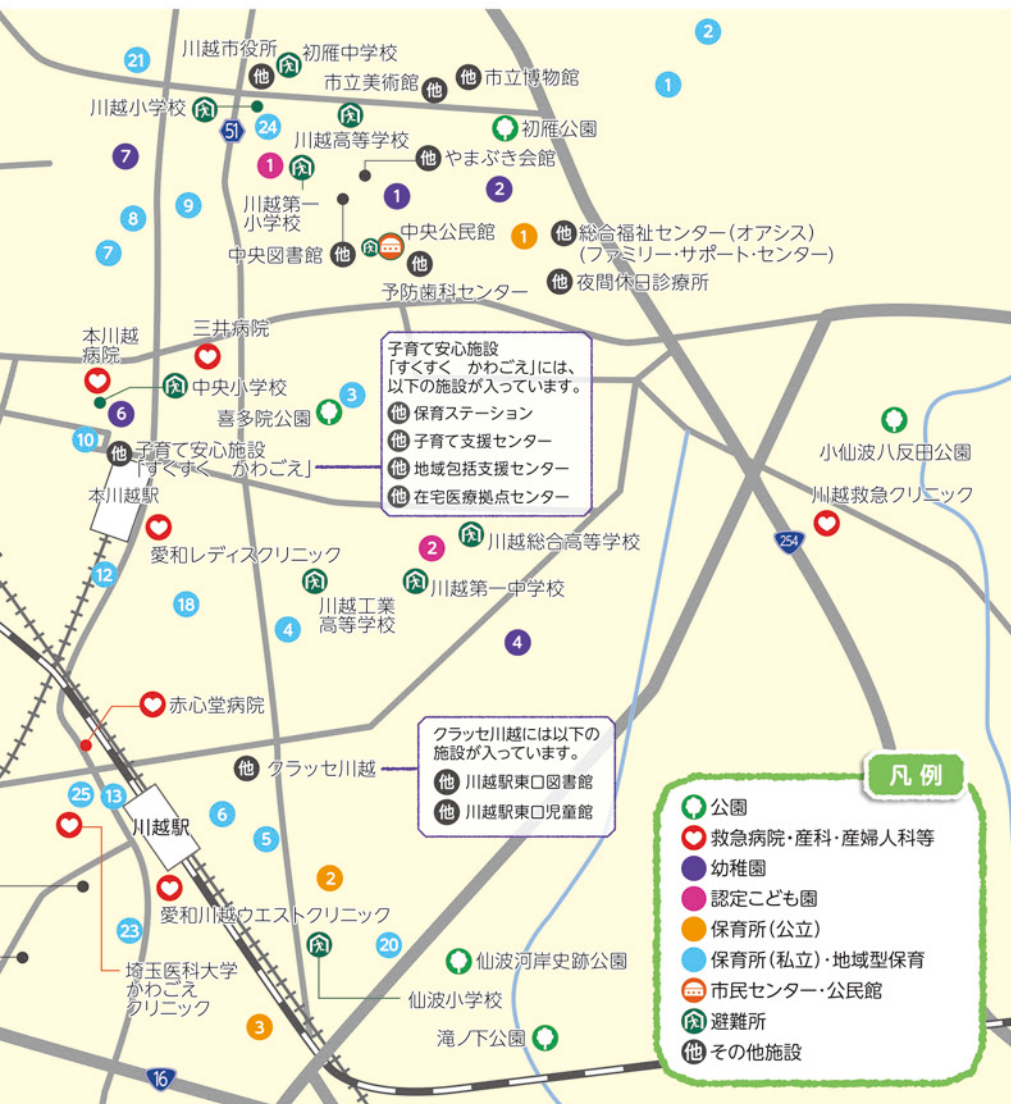 2
川越市役所
初雁中学校
21
他
市立美術館
他
他
市立博物館
1
川越小学校
24
51
川越高等学校
初雁公園
7
1
他
やまぶき会館
川越第一
小学校
1
2
9
8
7
中央図書館
他
中央公民館
他
1
他
総合福祉センター(オアシス)
(ファミリー・サポート・センター)
予防歯科センター
他
夜間休日診療所
本川越
病院
三井病院
中央小学校
6
喜多院公園
3
10
他
子育て安心施設
「すくすく かわごえ」
子育て安心施設
「すくすく かわごえ」には、
以下の施設が入っています。
他 保育ステーション
他 子育て支援センター
他 地域包括支援センター
他 在宅医療拠点センター
小仙波八反田公園
川越救急クリニック
254
本川越駅
愛和レディスクリニック
2
川越総合高等学校
12
川越工業
高等学校
川越第一中学校
18
4
4
赤心堂病院
他
クラッセ川越
クラッセ川越には以下の
施設が入っています。
他 川越駅東口図書館
他 川越駅東口児童館
25
13
川越駅
6
5
2
愛和川越ウエストクリニック
23
20
埼玉医科大学
かわごえ
クリニック
仙波小学校
仙波河岸史跡公園
3
滝ノ下公園
16
凡例
公園
救急病院・産科・産婦人科等
幼稚園
認定こども園
保育所(公立)
保育所(私立)・地域型保育
市民センター・公民館
避難所
他 その他施設